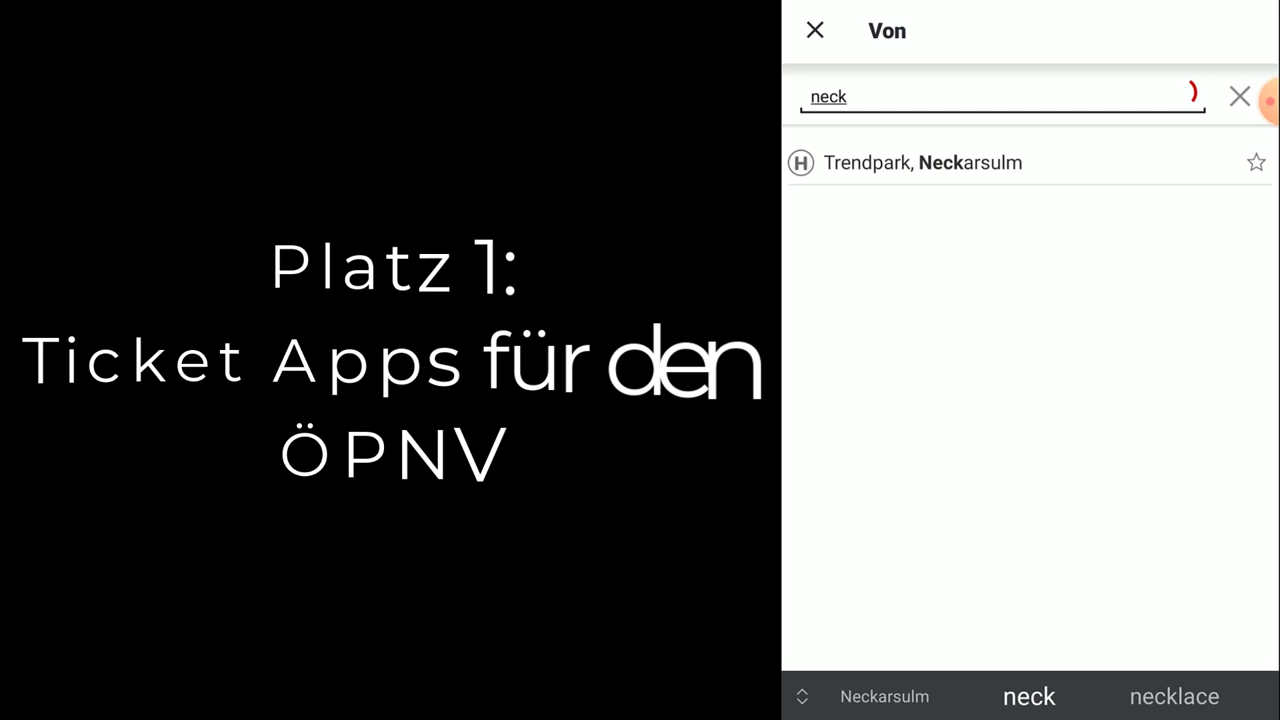 Platz 1:
Ticket Apps für den
ÖPNV
Von
neck
H Trendpark, Neckarsulm
Neckarsulm neck necklace